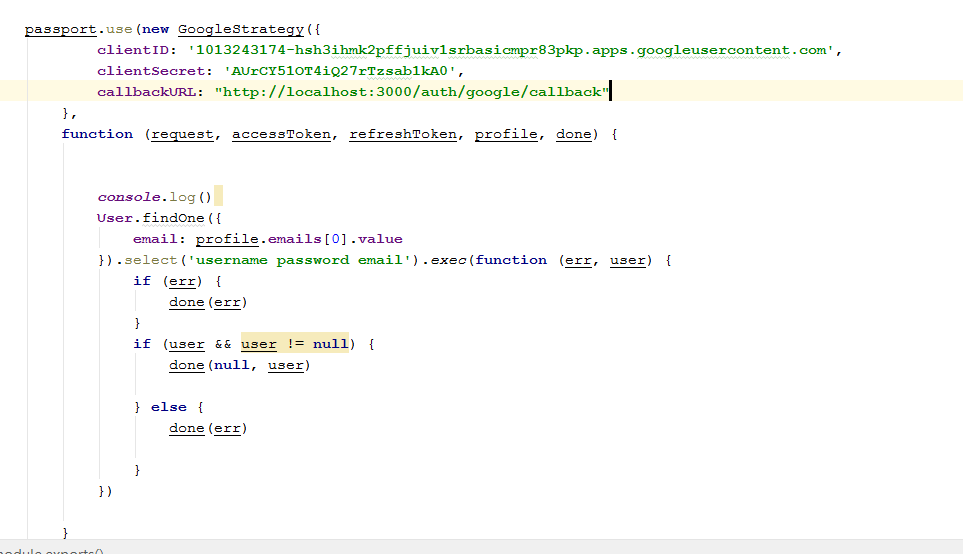 passport.use(new GoogleStrategy({
clientID: '1013243174-hsh3ihmk2pffjuiv1srbasicmpr83pkp.apps.googleusercontent.com',
clientSecret: 'AUrCY51OT4iQ27rTzsab1kA0',
callbackURL: "http://localhost:3000/auth/google/callback"
},
function (request, accessToken, refreshToken, profile, done) {
console.log()
User.findOne({
email: profile.emails[0].value
}).select('username password email').exec(function (err, user) {
if (err) {
done(err)
}
if (user && user != null) {
done(null, user)
} else {
done(err)
}
})
}
module.exports()